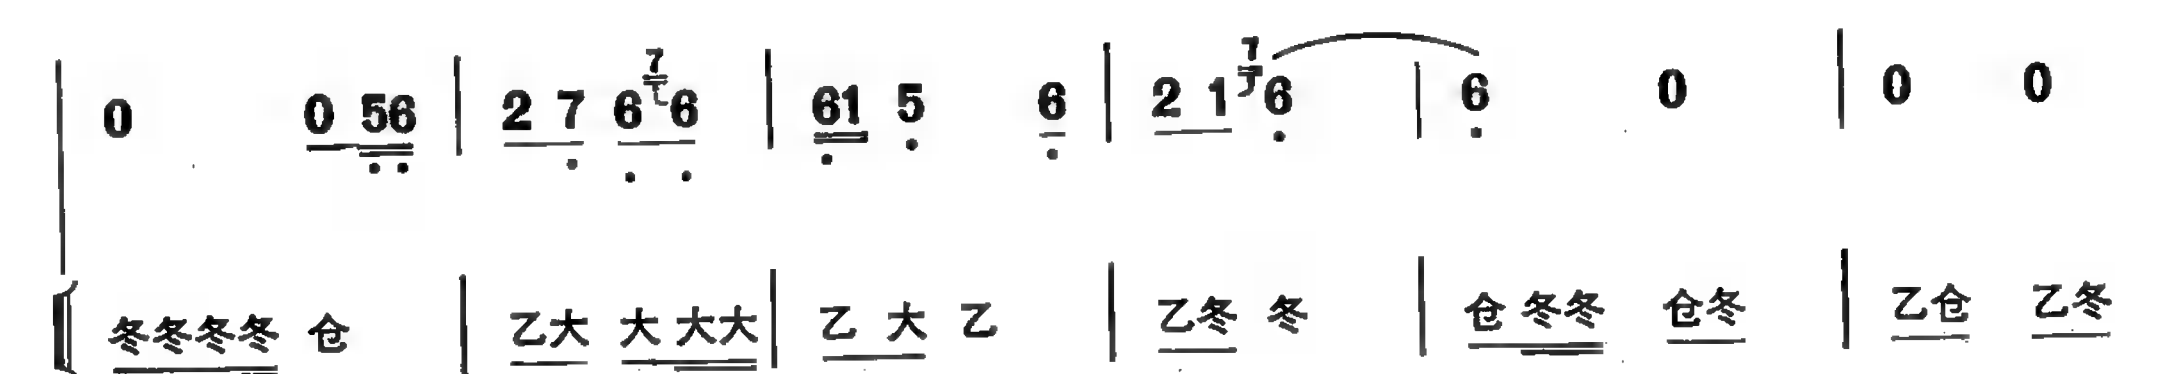 0 0 56 | 2 7 6 7 6 | 61 5 6 | 2 1 7 6 | 6 0 | 0 0
冬冬冬冬 仓 | 乙大 大 大大 | 乙 大 乙 | 乙冬 冬 | 仓 冬冬 仓冬 | 乙仓 乙冬